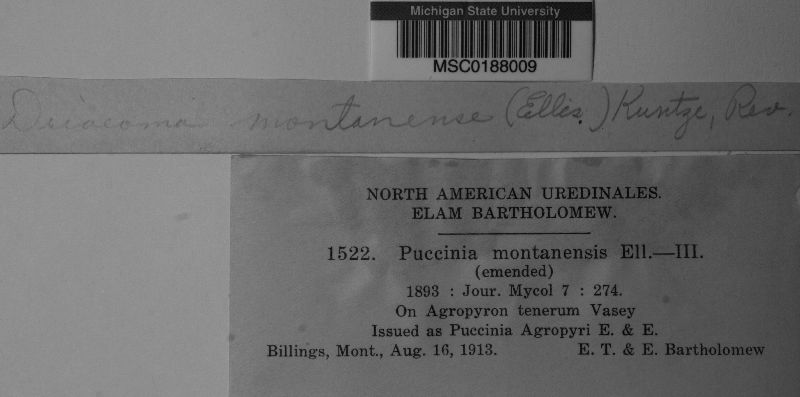 Michigan State University
MSC0188009
Dicaeoma montanense (Ellis.) Kuntze, Rev.
NORTH AMERICAN UREDINALES.
ELAM BARTHOLOMEW.
1522. Puccinia montanensis Ell.—III.
(emended)
1893 : Jour. Mycol 7 : 274.
On Agropyron tenerum Vasey
Issued as Puccinia Agropyri E. & E.
Billings, Mont., Aug. 16, 1913. E. T. & E. Bartholomew